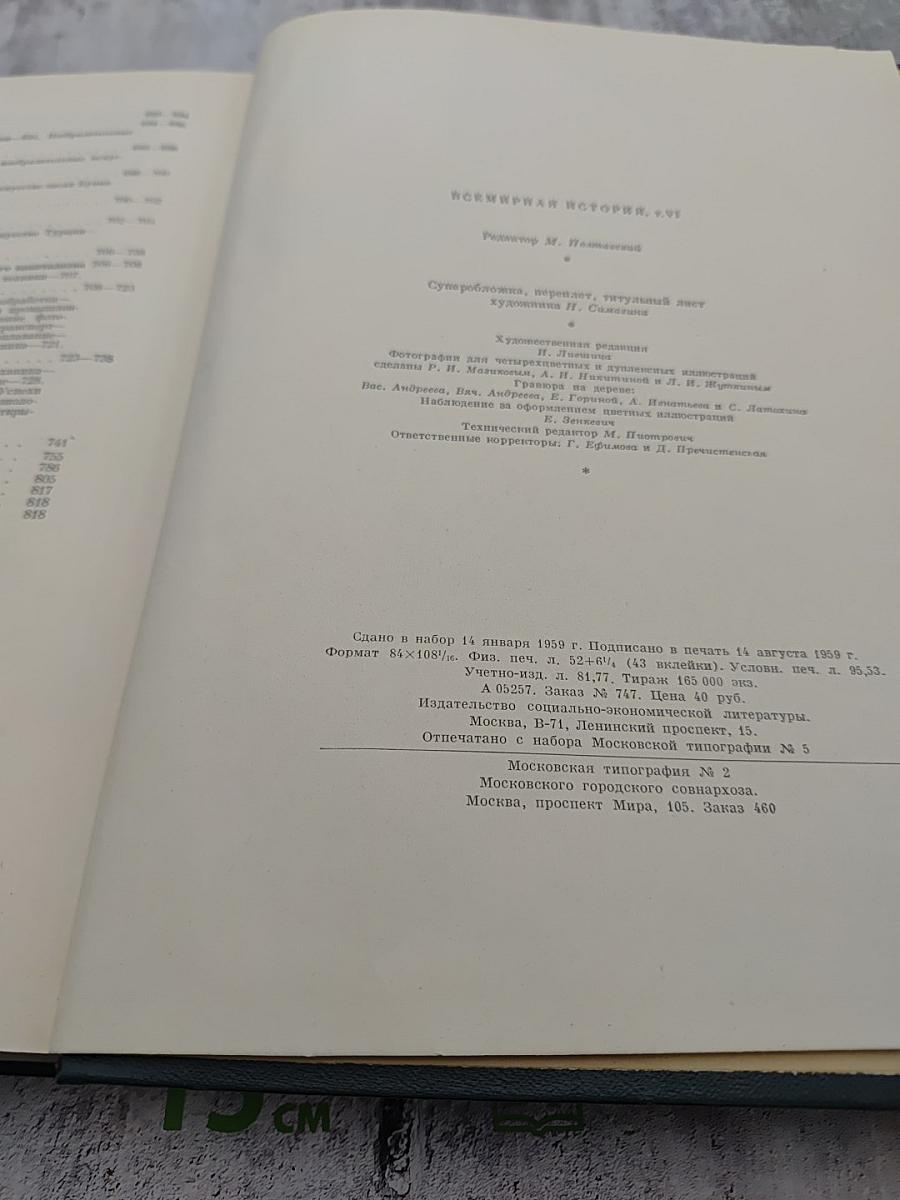 741
755
786
805
817
818
818
ВСЕМИРНАЯ ИСТОРИЯ, т. VI
Редактор М. Полтавский
*
Суперобложка, переплет, титульный лист
художника Н. Симагина
*
Художественная редакция
Фотографии для четырехцветных и дуплексных иллюстраций
сделаны Р. И. Мазиковым, А. И. Никитиной и Л. И. Жуткиным
Гравюра на дереве:
Вас. Андреева, Вяч. Андреева, Е. Гориной, А. Игнатьева и С. Латохина
Наблюдение за оформлением цветных иллюстраций
Е. Зенкевич
Технический редактор М. Пиотрович
Ответственные корректоры: Г. Ефимова и Д. Пречистенская
*
Сдано в набор 14 января 1959 г. Подписано в печать 14 августа 1959 г.
Формат 84×108¹/₁₆. Физ. печ. л. 52+6¹/₄ (43 вклейки). Условн. печ. л. 95,53.
Учетно-изд. л. 81,77. Тираж 165 000 экз.
А 05257. Заказ № 747. Цена 40 руб.
Издательство социально-экономической литературы.
Москва, В-71, Ленинский проспект, 15.
Отпечатано с набора Московской типографии № 5
Московская типография № 2
Московского городского совнархоза.
Москва, проспект Мира, 105. Заказ 460
15 см